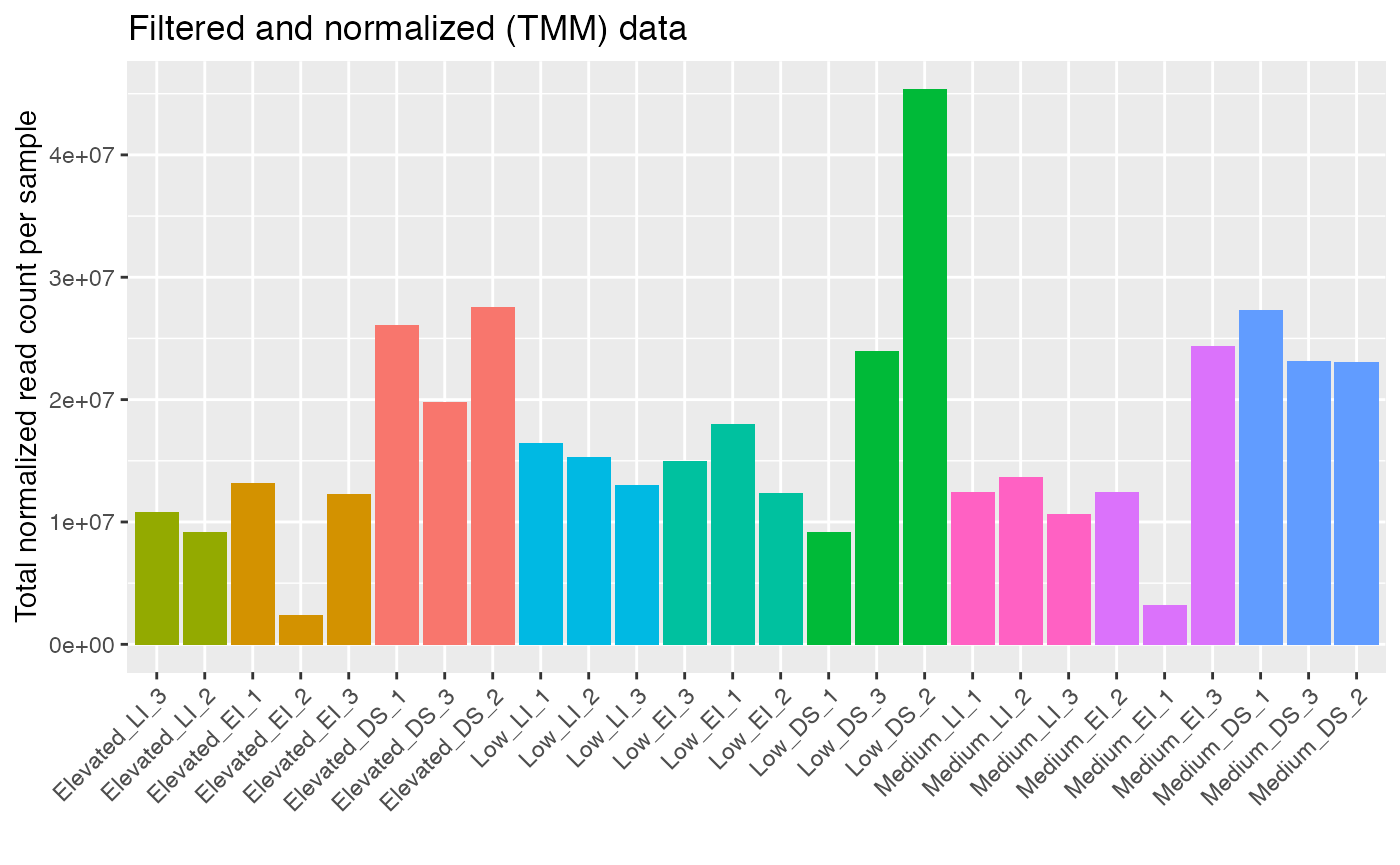 Filtered and normalized (TMM) data
Total normalized read count per sample
4e+07
3e+07
2e+07
1e+07
0e+00
Elevated_LI_3
Elevated_LI_2
Elevated_EI_1
Elevated_EI_2
Elevated_EI_3
Elevated_DS_1
Elevated_DS_3
Elevated_DS_2
Low_LI_1
Low_LI_2
Low_LI_3
Low_EI_3
Low_EI_1
Low_EI_2
Low_DS_1
Low_DS_3
Low_DS_2
Medium_LI_1
Medium_LI_2
Medium_LI_3
Medium_EI_2
Medium_EI_1
Medium_EI_3
Medium_DS_1
Medium_DS_3
Medium_DS_2